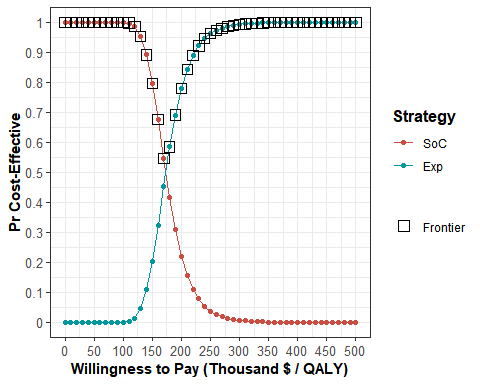 1
0.9
0.8
0.7
0.6
0.5
0.4
0.3
0.2
0.1
0
Pr Cost-Effective
0 50 100 150 200 250 300 350 400 450 500
Willingness to Pay (Thousand $ / QALY)
Strategy
SoC
Exp
Frontier